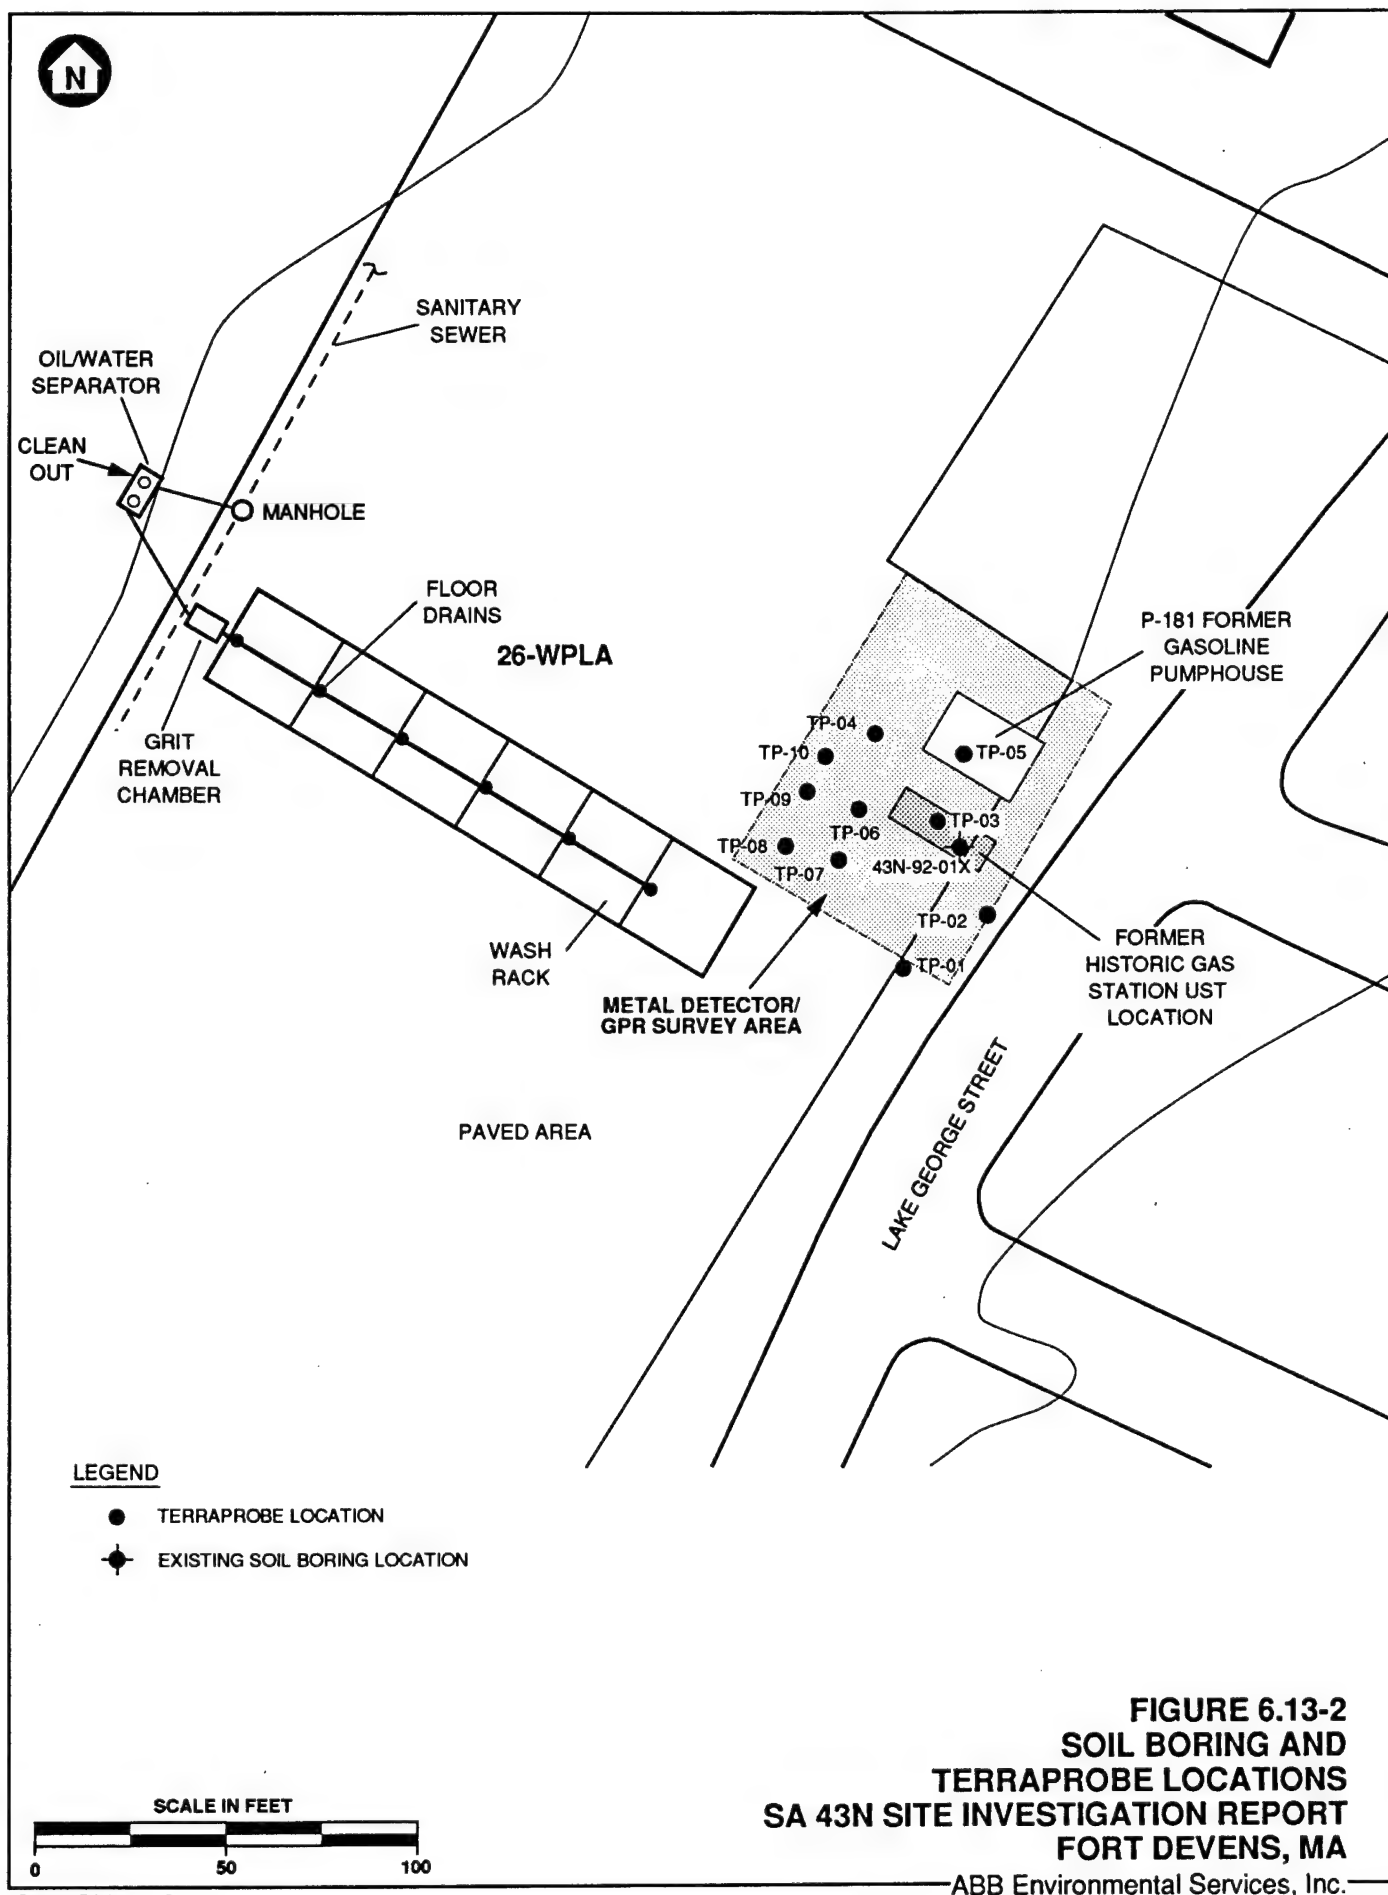 N
SANITARY
SEWER
OIL/WATER
SEPARATOR
CLEAN
OUT
MANHOLE
FLOOR
DRAINS
26-WPLA
P-181 FORMER
GASOLINE
PUMPHOUSE
GRIT
REMOVAL
CHAMBER
TP-04
TP-10
TP-05
TP-09
TP-03
TP-06
TP-08
TP-07
43N-92-01X
TP-02
TP-01
WASH
RACK
FORMER
HISTORIC GAS
STATION UST
LOCATION
METAL DETECTOR/
GPR SURVEY AREA
LAKE GEORGE STREET
PAVED AREA
LEGEND
TERRAPROBE LOCATION
EXISTING SOIL BORING LOCATION
FIGURE 6.13-2
SOIL BORING AND
TERRAPROBE LOCATIONS
SA 43N SITE INVESTIGATION REPORT
FORT DEVENS, MA
ABB Environmental Services, Inc.
SCALE IN FEET
0 50 100